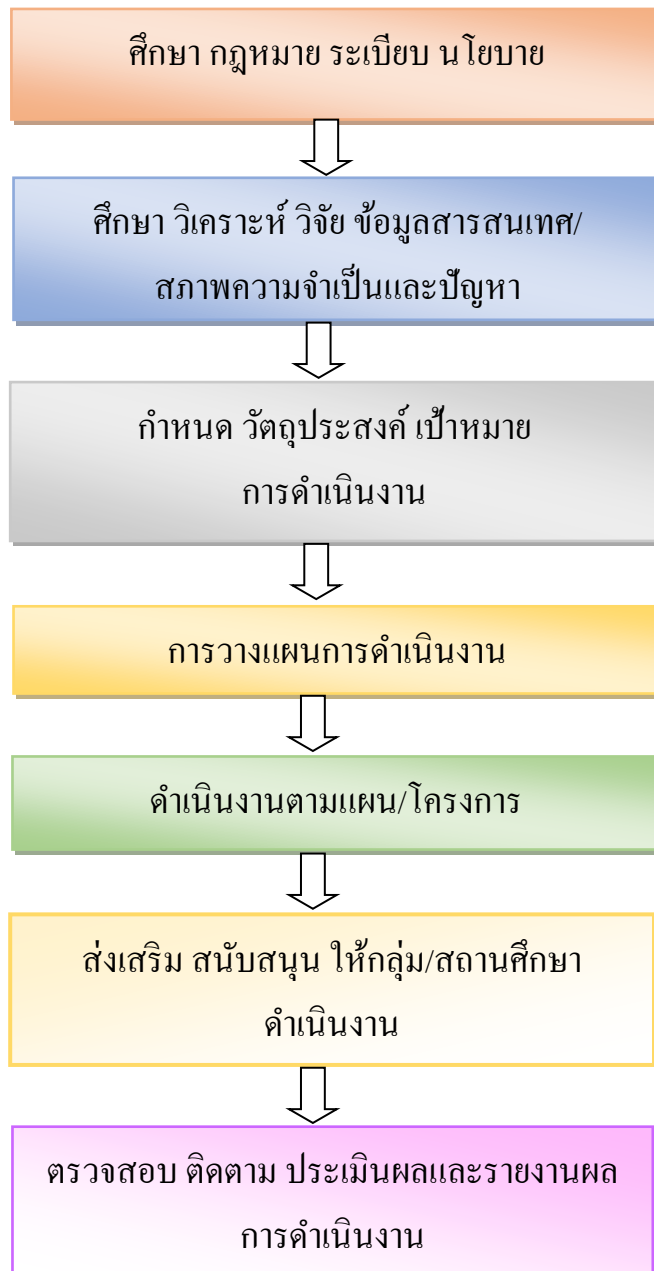 ศึกษา กฎหมาย ระเบียบ นโยบาย
ศึกษา วิเคราะห์ วิจัย ข้อมูลสารสนเทศ/
สภาพความจำเป็นและปัญหา
กำหนด วัตถุประสงค์ เป้าหมาย
การดำเนินงาน
การวางแผนการดำเนินงาน
ดำเนินงานตามแผน/โครงการ
ส่งเสริม สนับสนุน ให้กลุ่ม/สถานศึกษา
ดำเนินงาน
ตรวจสอบ ติดตาม ประเมินผลและรายงานผล
การดำเนินงาน